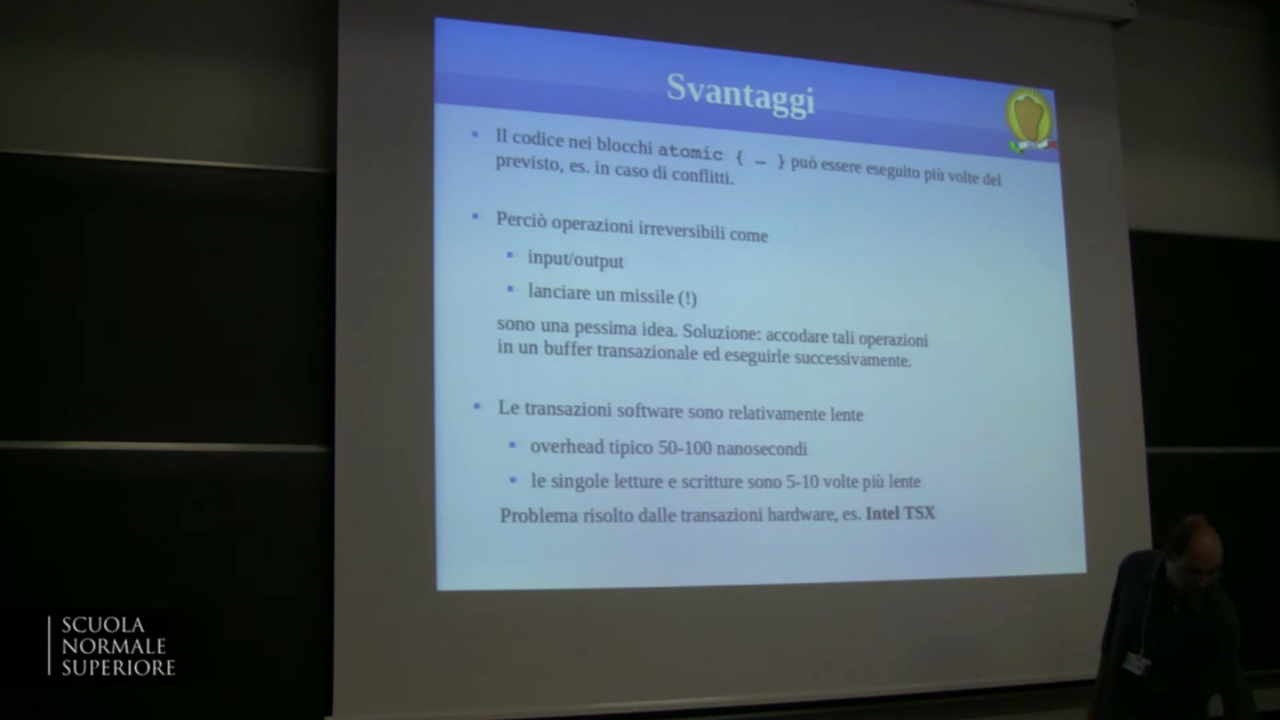 Svantaggi
Il codice nei blocchi atomic { … } può essere eseguito più volte del
previsto, es. in caso di conflitti.
Perciò operazioni irreversibili come
input/output
lanciare un missile (!)
sono una pessima idea. Soluzione: accodare tali operazioni
in un buffer transazionale ed eseguirle successivamente.
Le transazioni software sono relativamente lente
overhead tipico 50-100 nanosecondi
le singole letture e scritture sono 5-10 volte più lente
Problema risolto dalle transazioni hardware, es. Intel TSX
SCUOLA
NORMALE
SUPERIORE